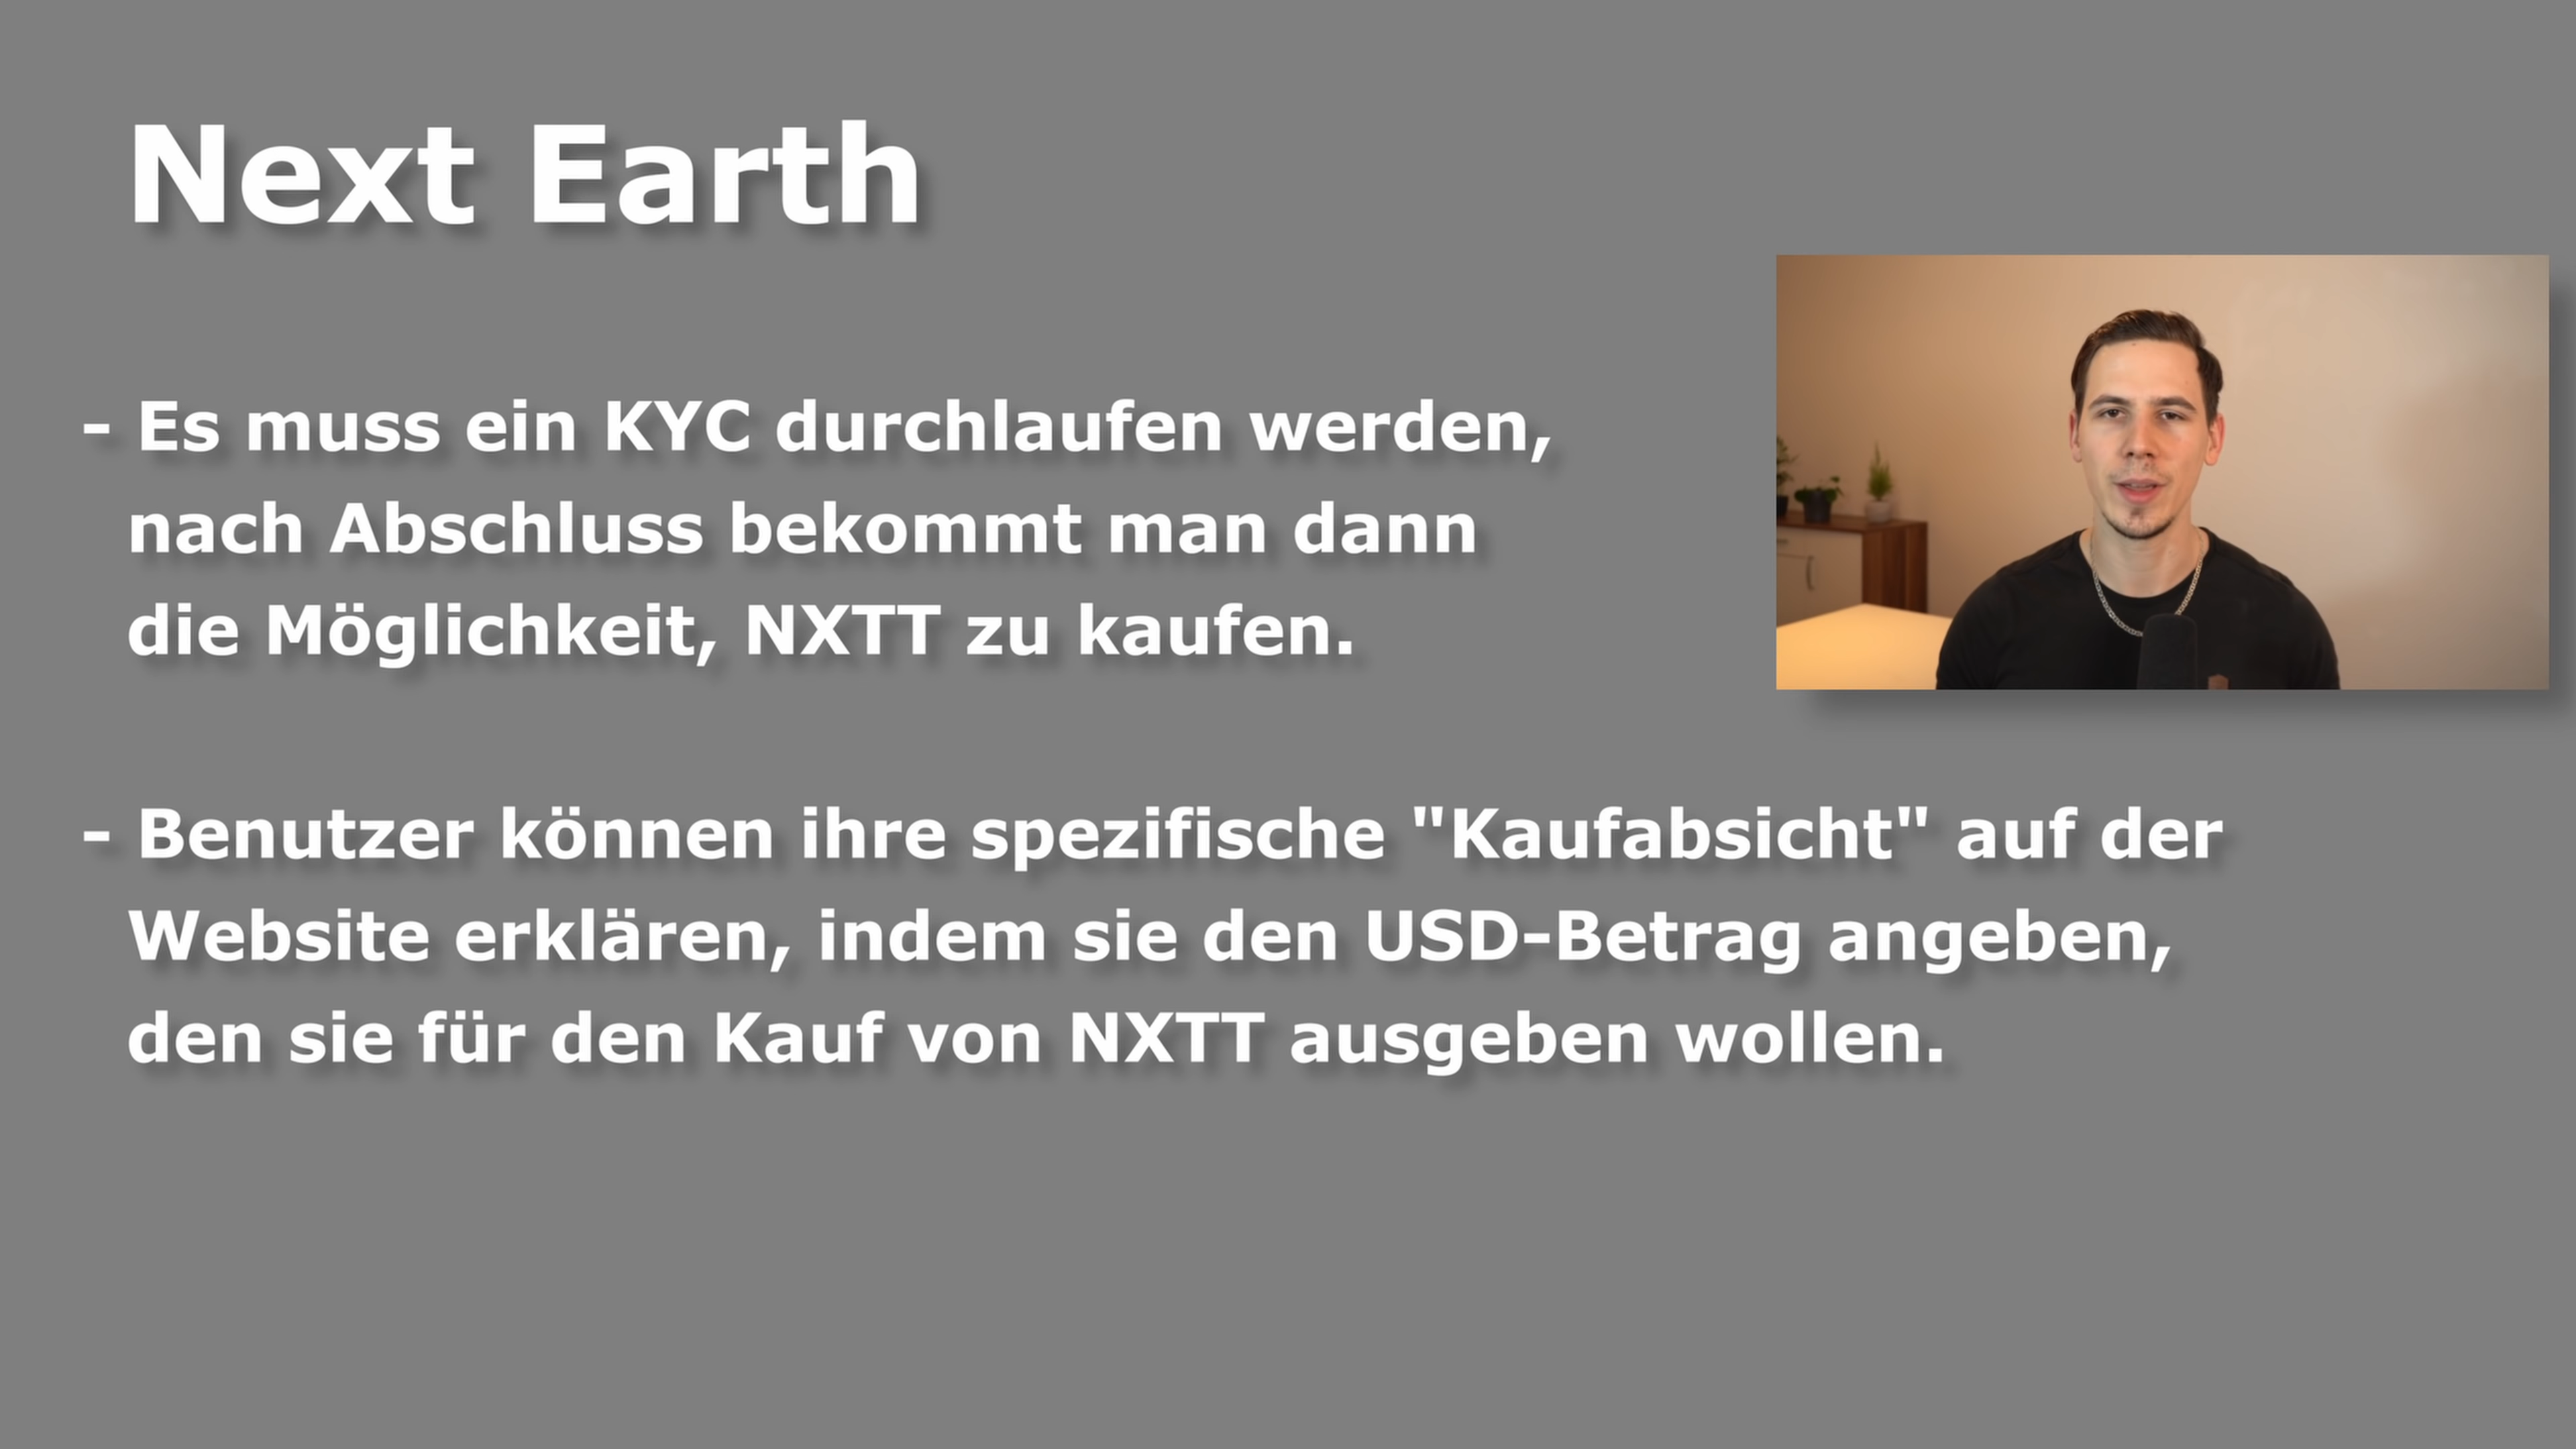 Next Earth
- Es muss ein KYC durchlaufen werden,
nach Abschluss bekommt man dann
die Möglichkeit, NXTT zu kaufen.
- Benutzer können ihre spezifische "Kaufabsicht" auf der
Website erklären, indem sie den USD-Betrag angeben,
den sie für den Kauf von NXTT ausgeben wollen.